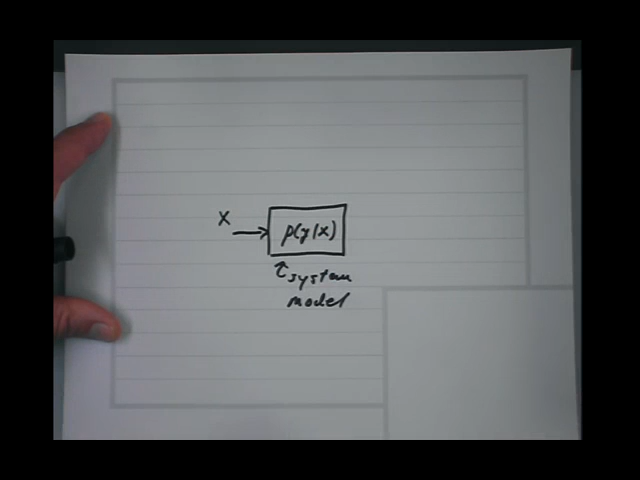 x
p(y|x)
system
model